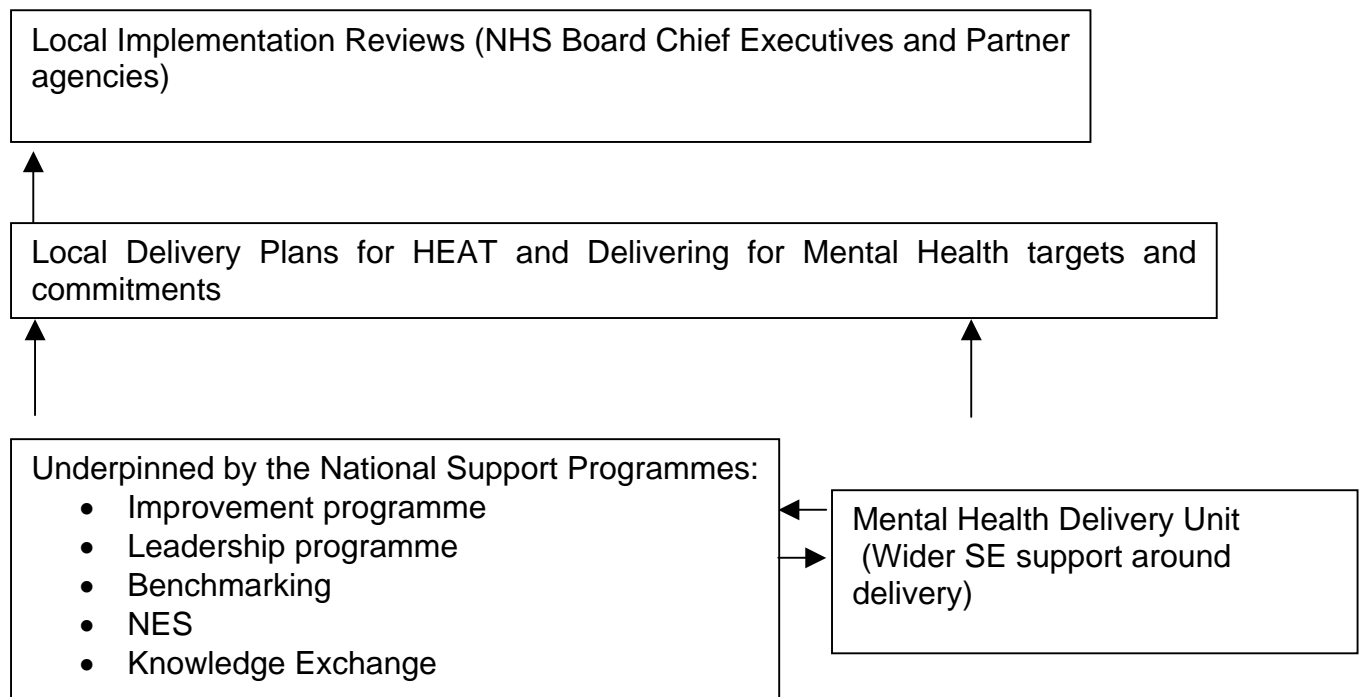 Local Implementation Reviews (NHS Board Chief Executives and Partner
agencies)
Local Delivery Plans for HEAT and Delivering for Mental Health targets and
commitments
Underpinned by the National Support Programmes:
• Improvement programme
• Leadership programme
• Benchmarking
• NES
• Knowledge Exchange
Mental Health Delivery Unit
(Wider SE support around
delivery)